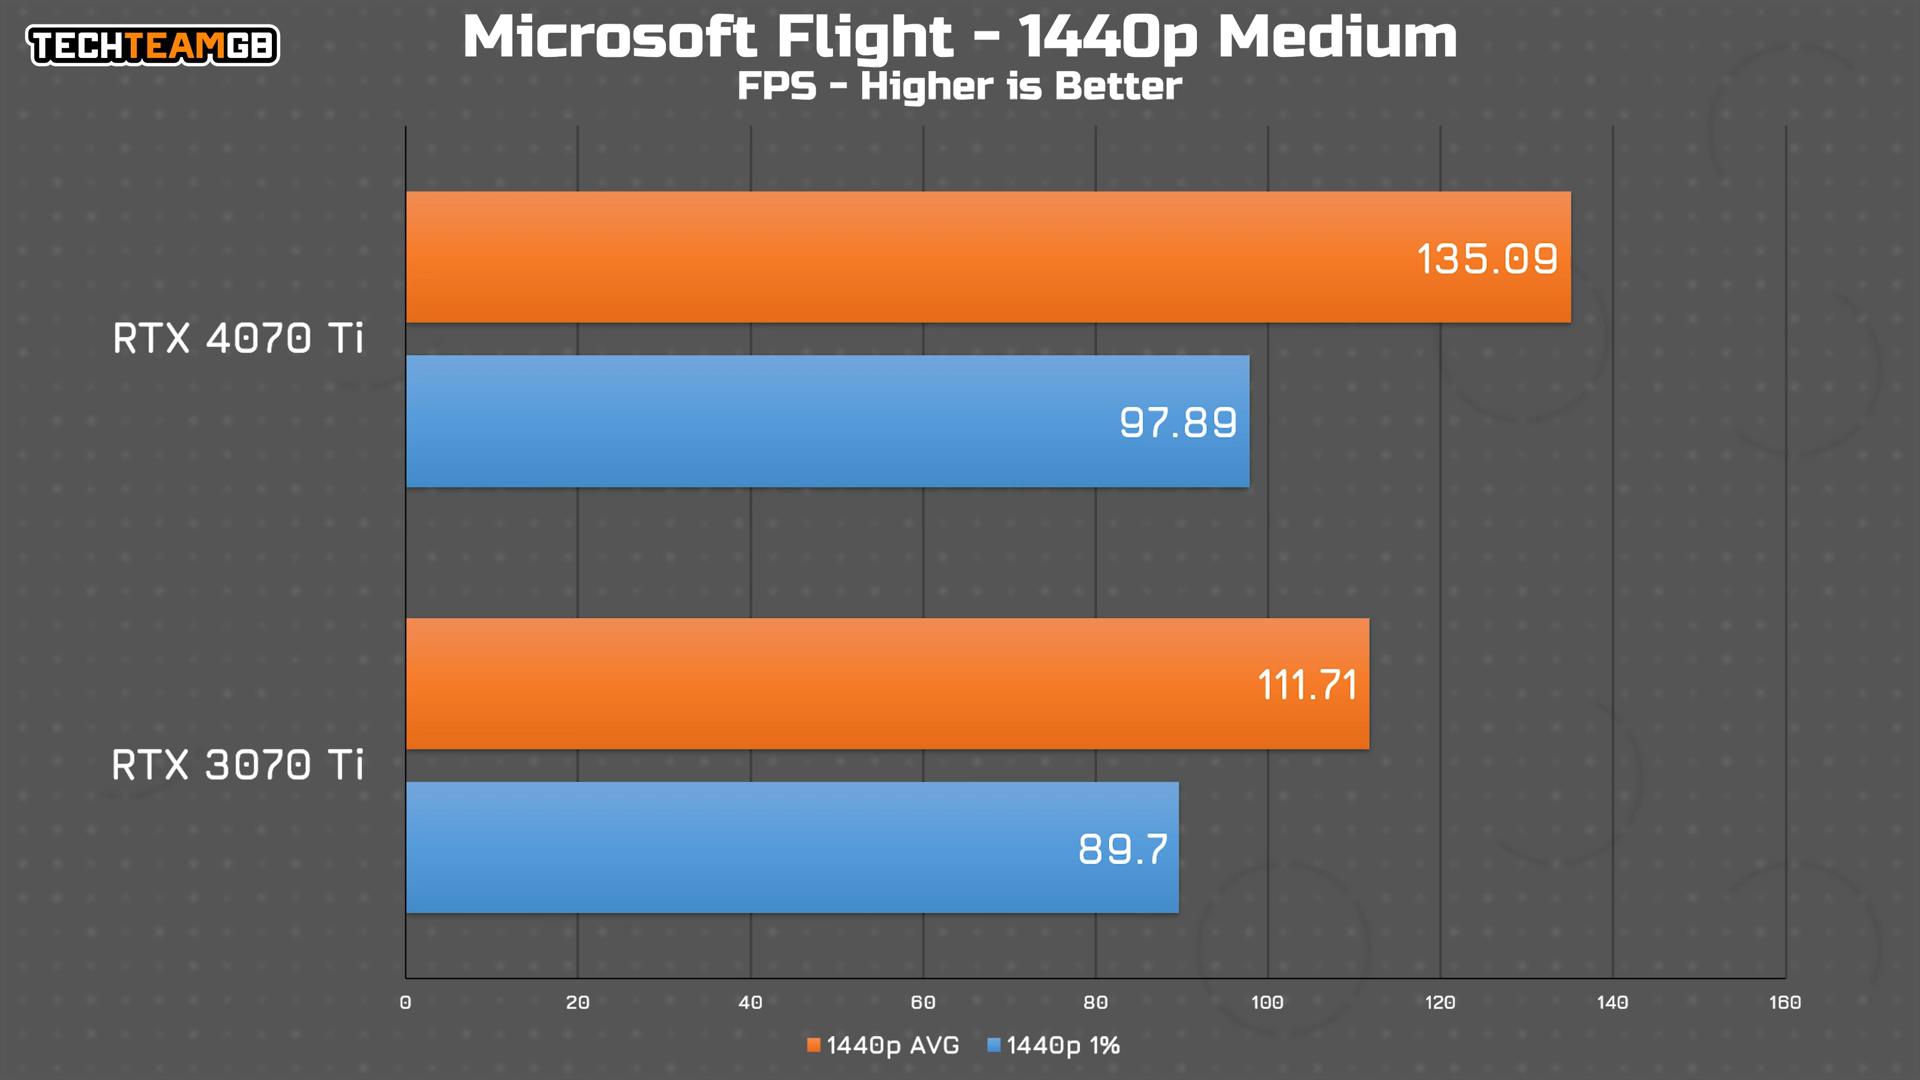 TECHTEAMGB
Microsoft Flight - 1440p Medium
FPS - Higher is Better
RTX 4070 Ti
135.09
97.89
RTX 3070 Ti
111.71
89.7
0 20 40 60 80 100 120 140 160
1440p AVG 1440p 1%